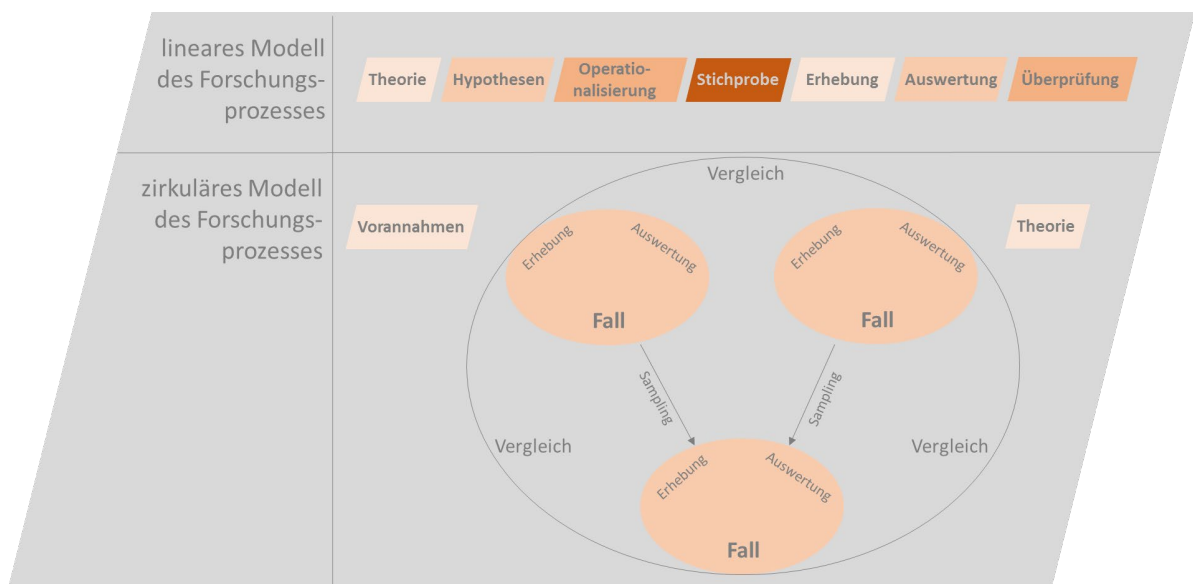 lineares Modell
des Forschungs-
prozesses
Theorie
Hypothesen
Operatio-
nalisierung
Stichprobe
Erhebung
Auswertung
Überprüfung
zirkuläres Modell
des Forschungs-
prozesses
Vorannahmen
Vergleich
Theorie
Erhebung
Auswertung
Fall
Erhebung
Auswertung
Fall
Sampling
Sampling
Vergleich
Vergleich
Erhebung
Auswertung
Fall